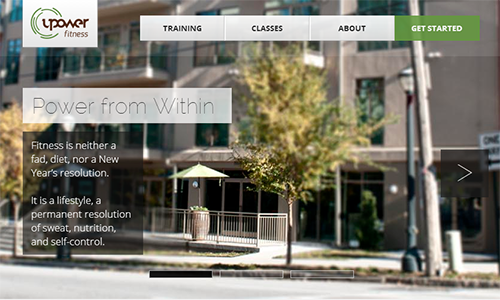 upower
fitness
TRAINING
CLASSES
ABOUT
GET STARTED
Power from Within
Fitness is neither a
fad, diet, nor a New
Year's resolution.
It is a lifestyle, a
permanent resolution
of sweat, nutrition,
and self-control.
ONE